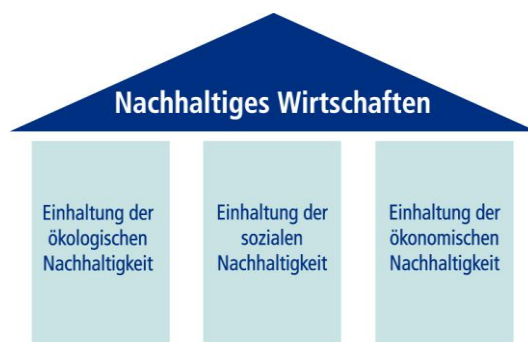 Nachhaltiges Wirtschaften
Einhaltung der
ökologischen
Nachhaltigkeit
Einhaltung der
sozialen
Nachhaltigkeit
Einhaltung der
ökonomischen
Nachhaltigkeit